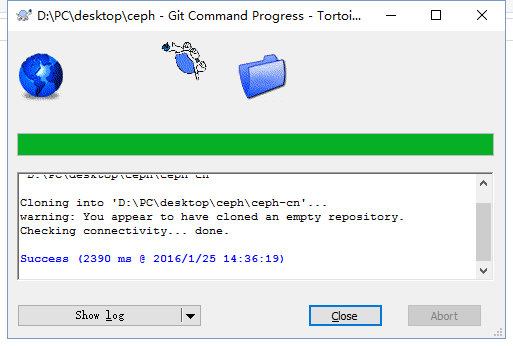 D:\PC\desktop\ceph - Git Command Progress - Tortoi...
D:\PC\desktop\ceph\ceph-cn
Cloning into 'D:\PC\desktop\ceph\ceph-cn'...
warning: You appear to have cloned an empty repository.
Checking connectivity... done.
Success (2390 ms @ 2016/1/25 14:36:19)
Show log
Close
Abort